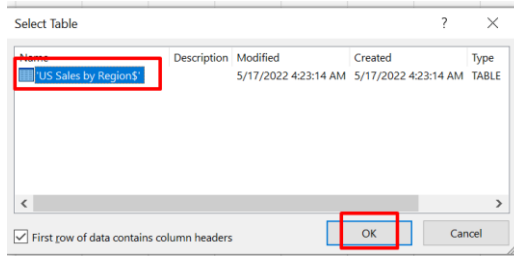 Select Table ? ×
Name Description Modified Created Type
'US Sales by Region$' 5/17/2022 4:23:14 AM 5/17/2022 4:23:14 AM TABLE
First row of data contains column headers OK Cancel